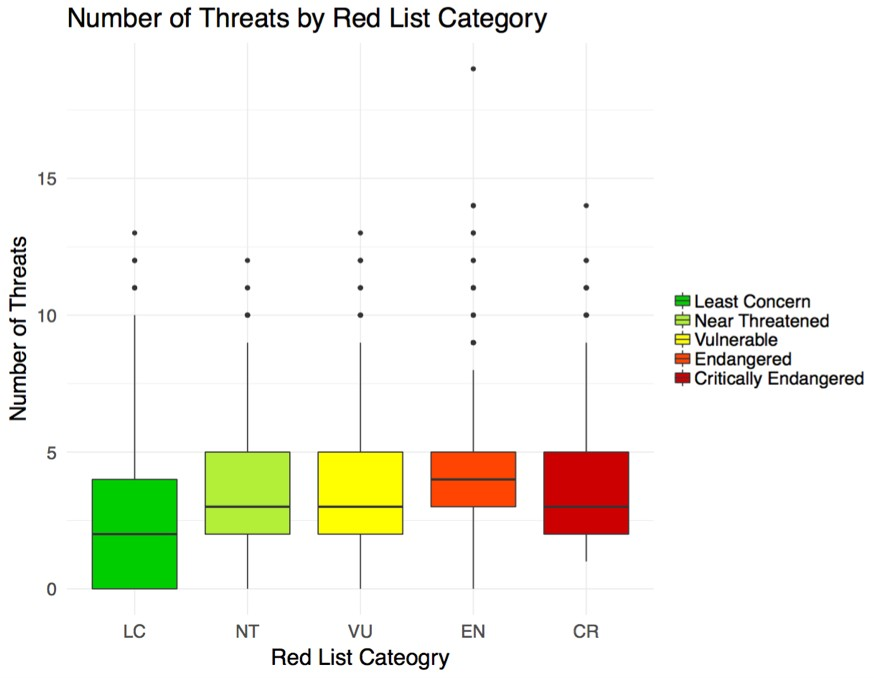 Number of Threats by Red List Category
Number of Threats
15
10
5
0
LC NT VU EN CR
Red List Cateogry
Least Concern
Near Threatened
Vulnerable
Endangered
Critically Endangered